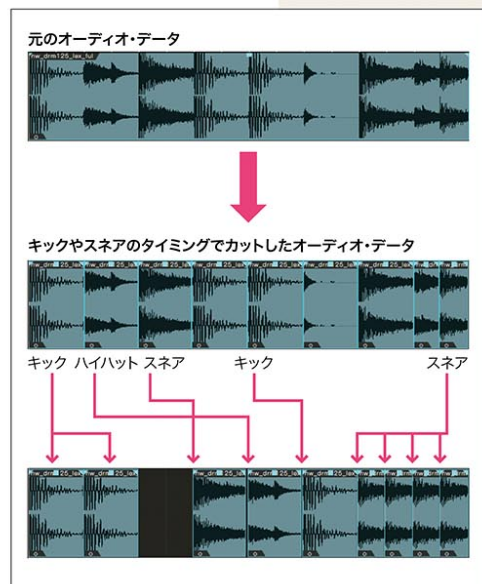 元のオーディオ・データ
nw_drm125_lex_ful
キックやスネアのタイミングでカットしたオーディオ・データ
キック ハイハット スネア キック スネア